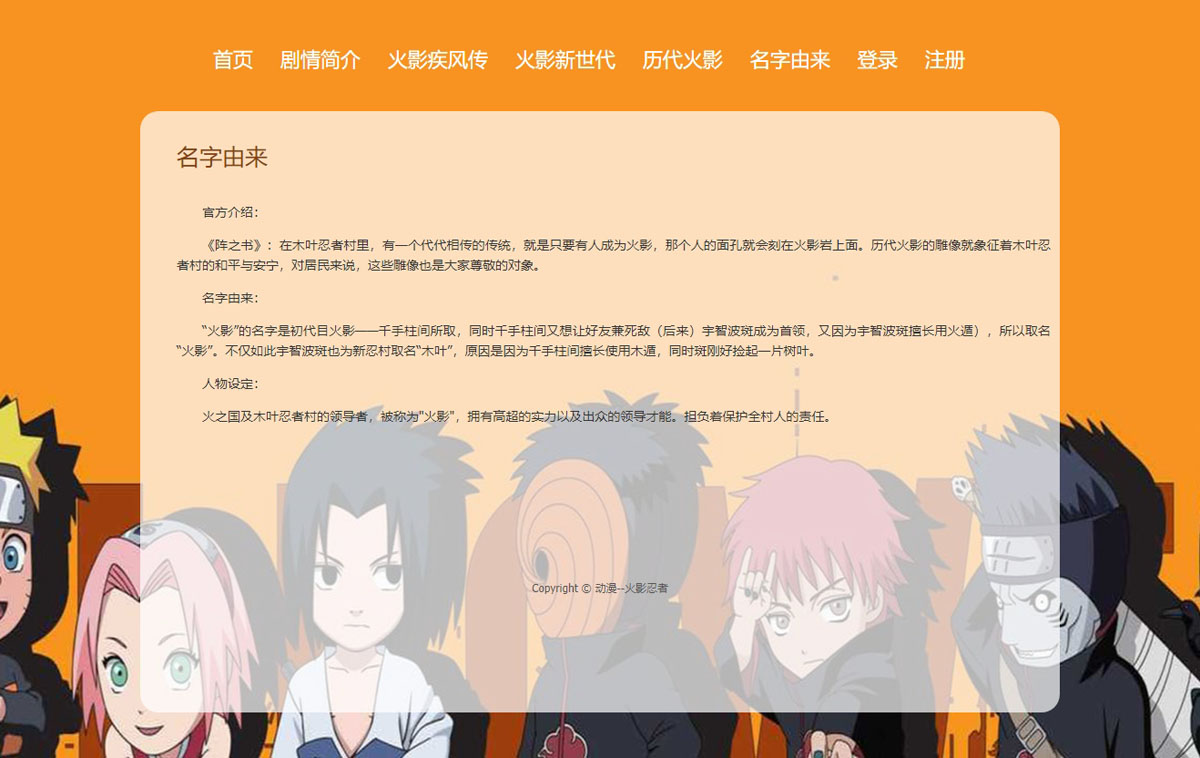 首页 剧情简介 火影疾风传 火影新世代 历代火影 名字由来 登录 注册
名字由来
官方介绍：
《阵之书》：在木叶忍者村里，有一个代代相传的传统，就是只要有人成为火影，那个人的面孔就会刻在火影岩上面。历代火影的雕像就象征着木叶忍
者村的和平与安宁，对居民来说，这些雕像也是大家尊敬的对象。
名字由来：
“火影”的名字是初代目火影——千手柱间所取，同时千手柱间又想让好友兼死敌（后来）宇智波斑成为首领，又因为宇智波斑擅长用火遁），所以取名
“火影”。不仅如此宇智波斑也为新忍村取名“木叶”，原因是因为千手柱间擅长使用木遁，同时斑刚好捡起一片树叶。
人物设定：
火之国及木叶忍者村的领导者，被称为"火影"，拥有高超的实力以及出众的领导才能。担负着保护全村人的责任。
Copyright © 动漫--火影忍者